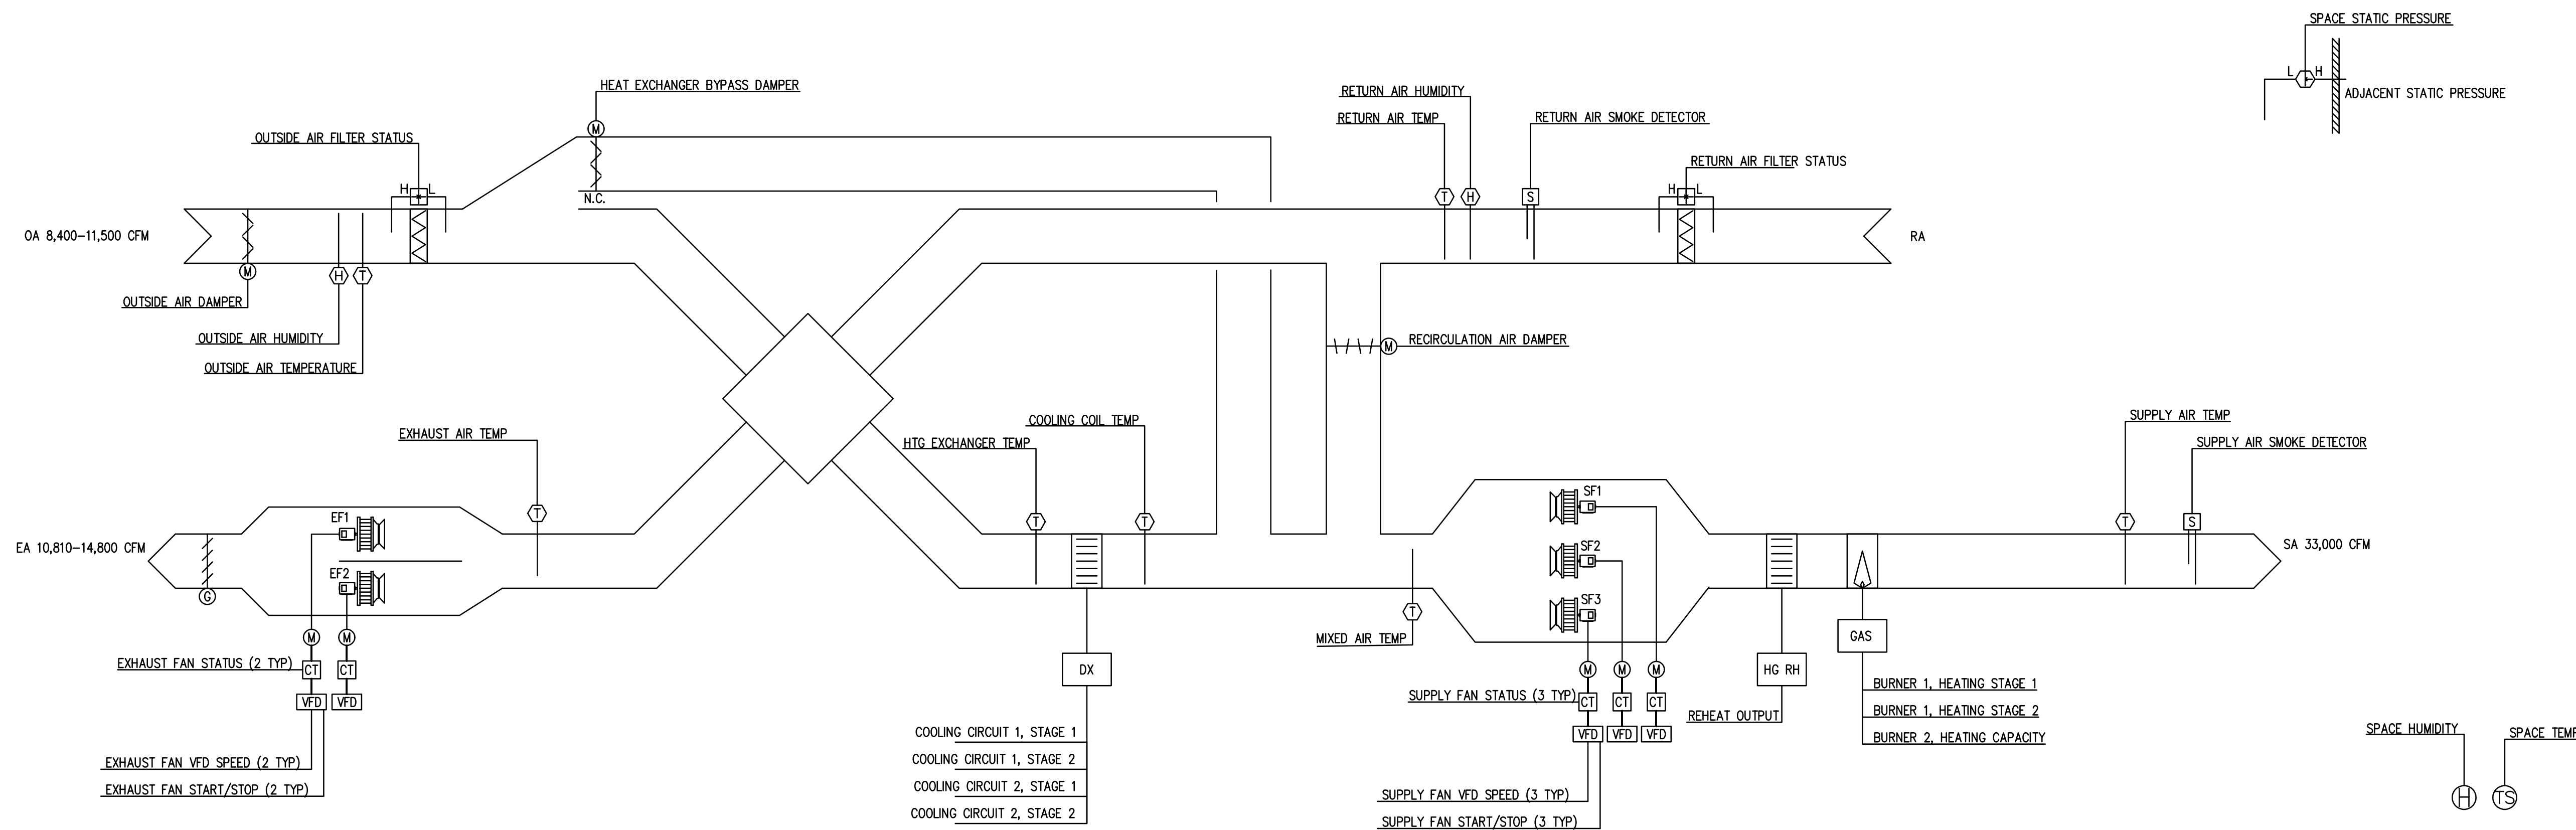 SPACE STATIC PRESSURE
L
H
ADJACENT STATIC PRESSURE
HEAT EXCHANGER BYPASS DAMPER
M
N.C.
OUTSIDE AIR FILTER STATUS
H
L
OA 8,400-11,500 CFM
M
H
T
OUTSIDE AIR DAMPER
OUTSIDE AIR HUMIDITY
OUTSIDE AIR TEMPERATURE
RETURN AIR HUMIDITY
RETURN AIR TEMP
RETURN AIR SMOKE DETECTOR
RETURN AIR FILTER STATUS
T
H
S
H
L
RA
M
RECIRCULATION AIR DAMPER
EXHAUST AIR TEMP
T
EA 10,810-14,800 CFM
G
EF1
EF2
M
M
EXHAUST FAN STATUS (2 TYP)
CT
CT
VFD
VFD
EXHAUST FAN VFD SPEED (2 TYP)
EXHAUST FAN START/STOP (2 TYP)
COOLING COIL TEMP
HTG EXCHANGER TEMP
T
T
DX
COOLING CIRCUIT 1, STAGE 1
COOLING CIRCUIT 1, STAGE 2
COOLING CIRCUIT 2, STAGE 1
COOLING CIRCUIT 2, STAGE 2
T
MIXED AIR TEMP
SF1
SF2
SF3
M
M
M
SUPPLY FAN STATUS (3 TYP)
CT
CT
CT
VFD
VFD
VFD
SUPPLY FAN VFD SPEED (3 TYP)
SUPPLY FAN START/STOP (3 TYP)
HG RH
REHEAT OUTPUT
GAS
BURNER 1, HEATING STAGE 1
BURNER 1, HEATING STAGE 2
BURNER 2, HEATING CAPACITY
SUPPLY AIR TEMP
SUPPLY AIR SMOKE DETECTOR
T
S
SA 33,000 CFM
SPACE HUMIDITY
SPACE TEMP
H
TS